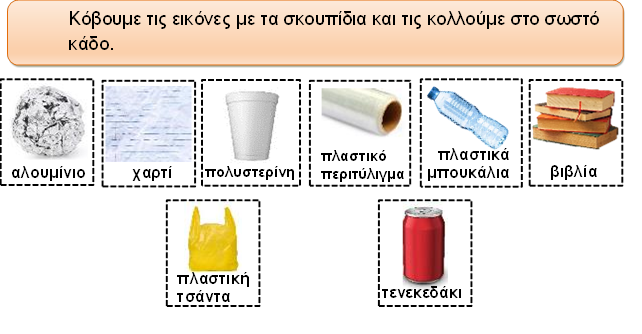 Κόβουμε τις εικόνες με τα σκουπίδια και τις κολλούμε στο σωστό
κάδο.
αλουμίνιο
χαρτί
πολυστερίνη
πλαστικό
περιτύλιγμα
πλαστικά
μπουκάλια
βιβλία
πλαστική
τσάντα
τενεκεδάκι